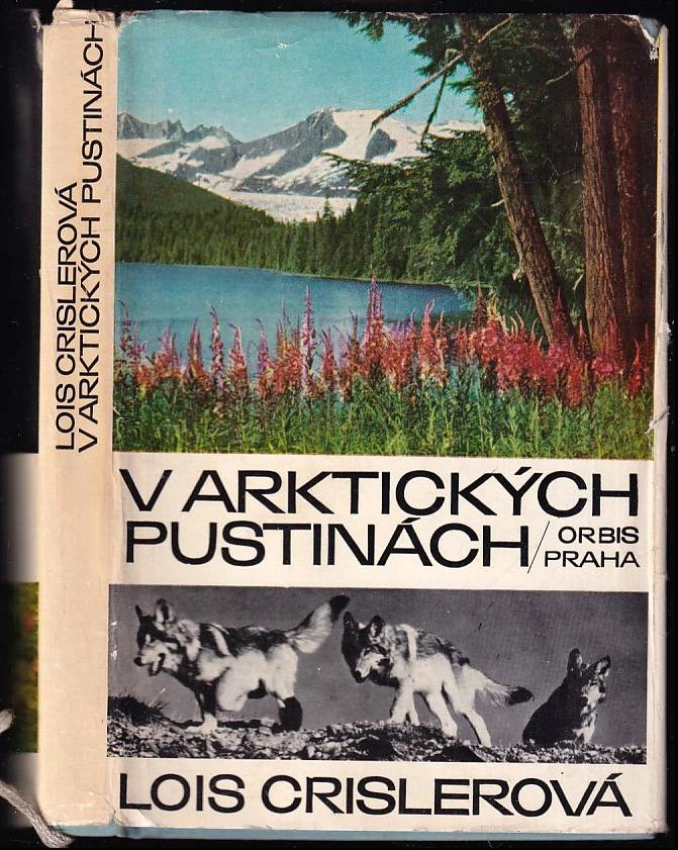 LOIS CRISLEROVÁ
V ARKTICKÝCH PUSTINÁCH
V ARKTICKÝCH
PUSTINÁCH/
ORBIS
PRAHA
LOIS CRISLEROVÁ